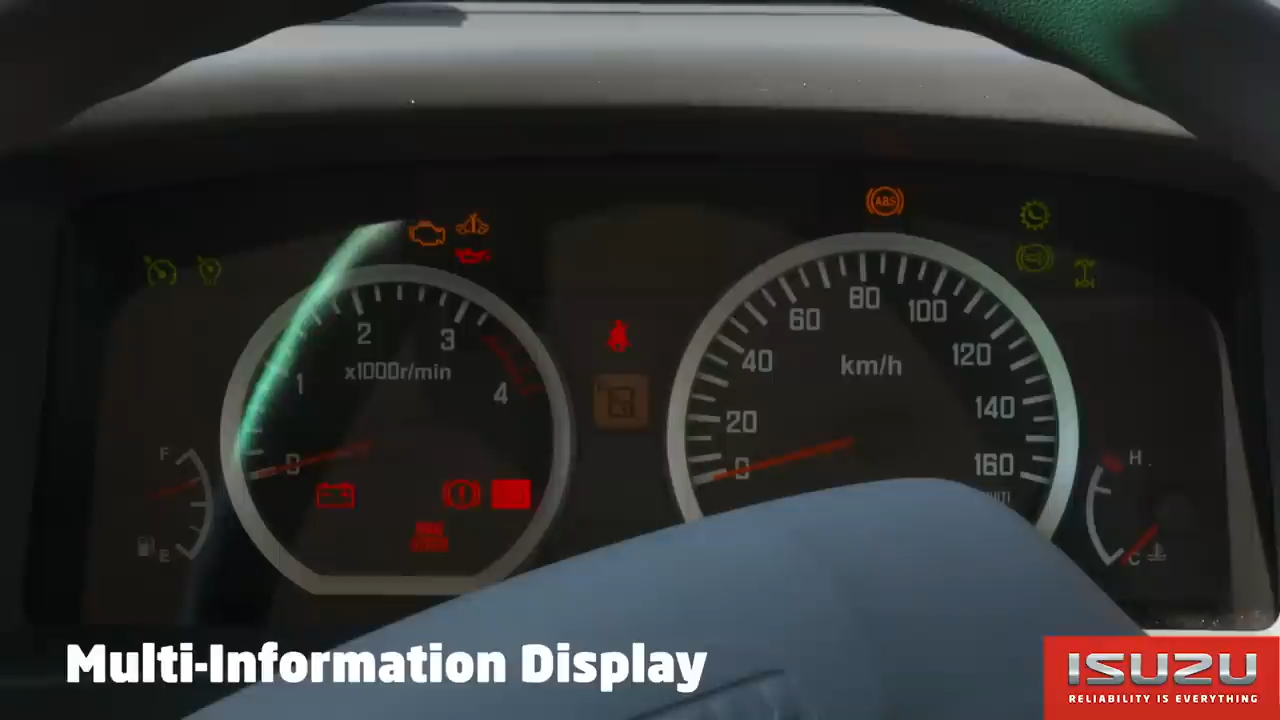 ABS
80
60
100
2
3
40
120
x1000r/min
km/h
1
4
140
20
F
0
0
160
H
E
C
Multi-Information Display
ISUZU
RELIABILITY IS EVERYTHING